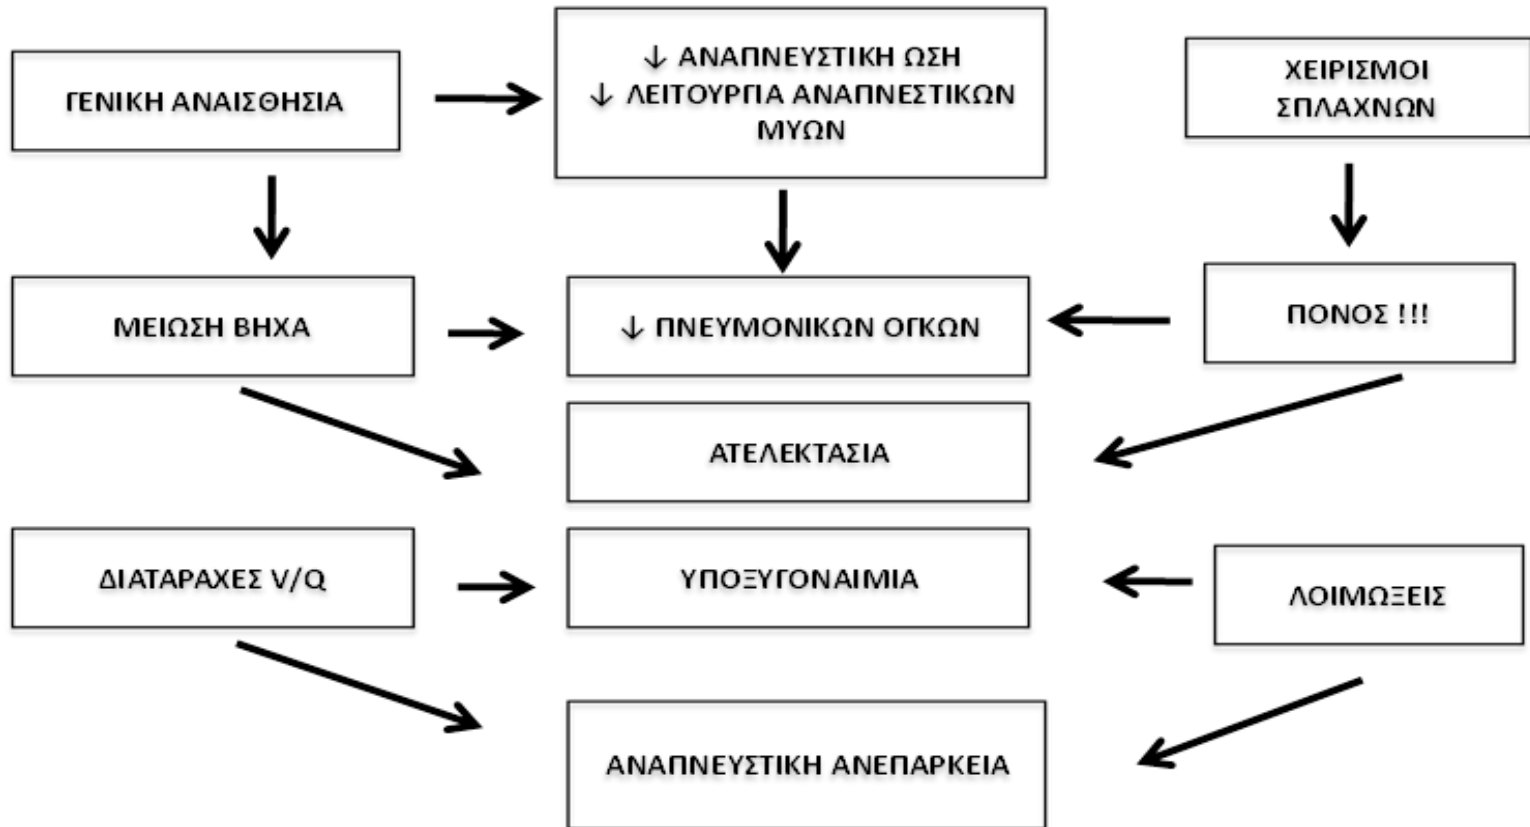 ΓΕΝΙΚΗ ΑΝΑΙΣΘΗΣΙΑ
↓ ΑΝΑΠΝΕΥΣΤΙΚΗ ΩΣΗ
↓ ΛΕΙΤΟΥΡΓΙΑ ΑΝΑΠΝΕΣΤΙΚΩΝ
ΜΥΩΝ
ΧΕΙΡΙΣΜΟΙ
ΣΠΛΑΧΝΩΝ
ΜΕΙΩΣΗ ΒΗΧΑ
↓ ΠΝΕΥΜΟΝΙΚΩΝ ΟΓΚΩΝ
ΠΟΝΟΣ !!!
ΑΤΕΛΕΚΤΑΣΙΑ
ΔΙΑΤΑΡΑΧΕΣ V/Q
ΥΠΟΞΥΓΟΝΑΙΜΙΑ
ΛΟΙΜΩΞΕΙΣ
ΑΝΑΠΝΕΥΣΤΙΚΗ ΑΝΕΠΑΡΚΕΙΑ